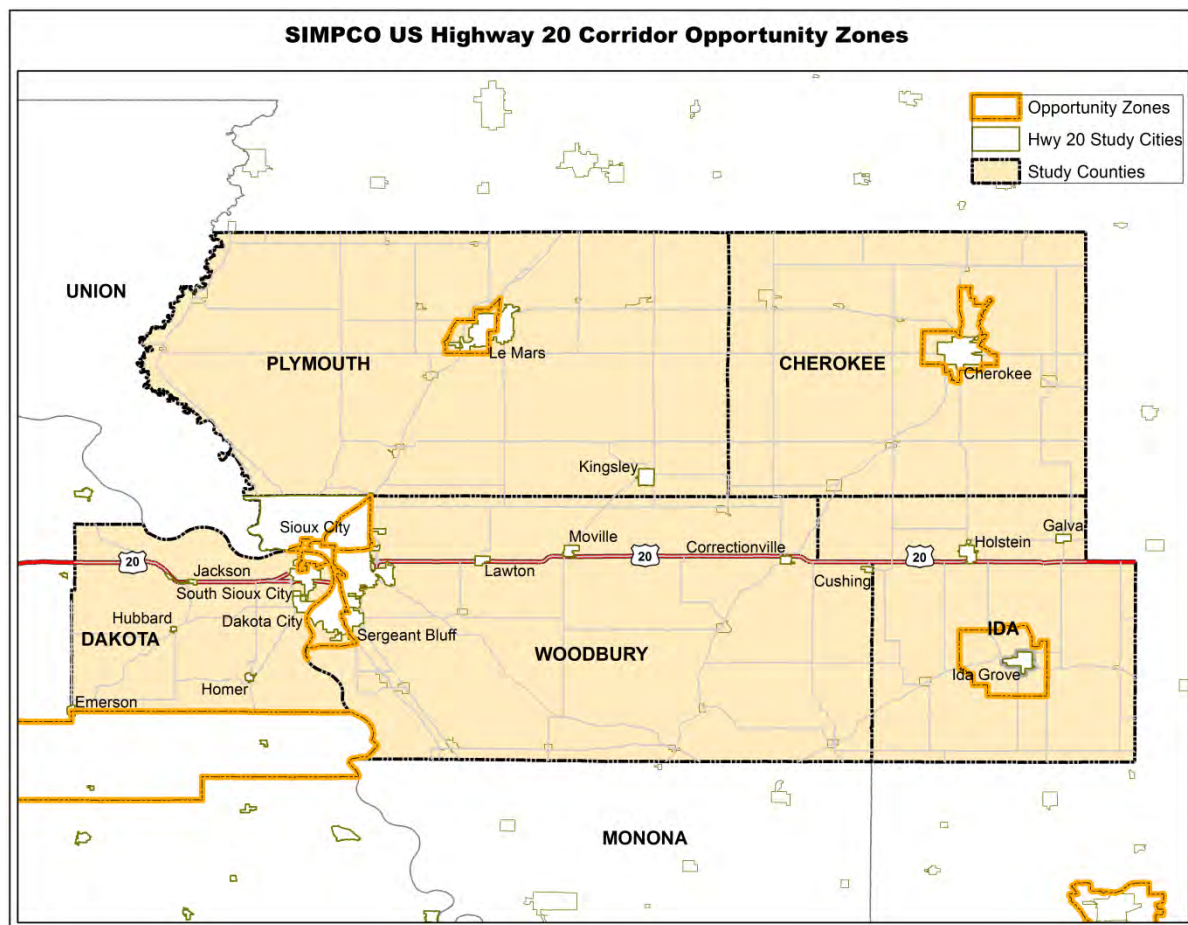 SIMPCO US Highway 20 Corridor Opportunity Zones
Opportunity Zones
Hwy 20 Study Cities
Study Counties
UNION
PLYMOUTH
Le Mars
CHEROKEE
Cherokee
Kingsley
Sioux City
Moville
20
Correctionville
20
Holstein
Galva
20
Jackson
Lawton
Cushing
South Sioux City
Hubbard
Dakota City
DAKOTA
Sergeant Bluff
WOODBURY
IDA
Ida Grove
Homer
Emerson
MONONA